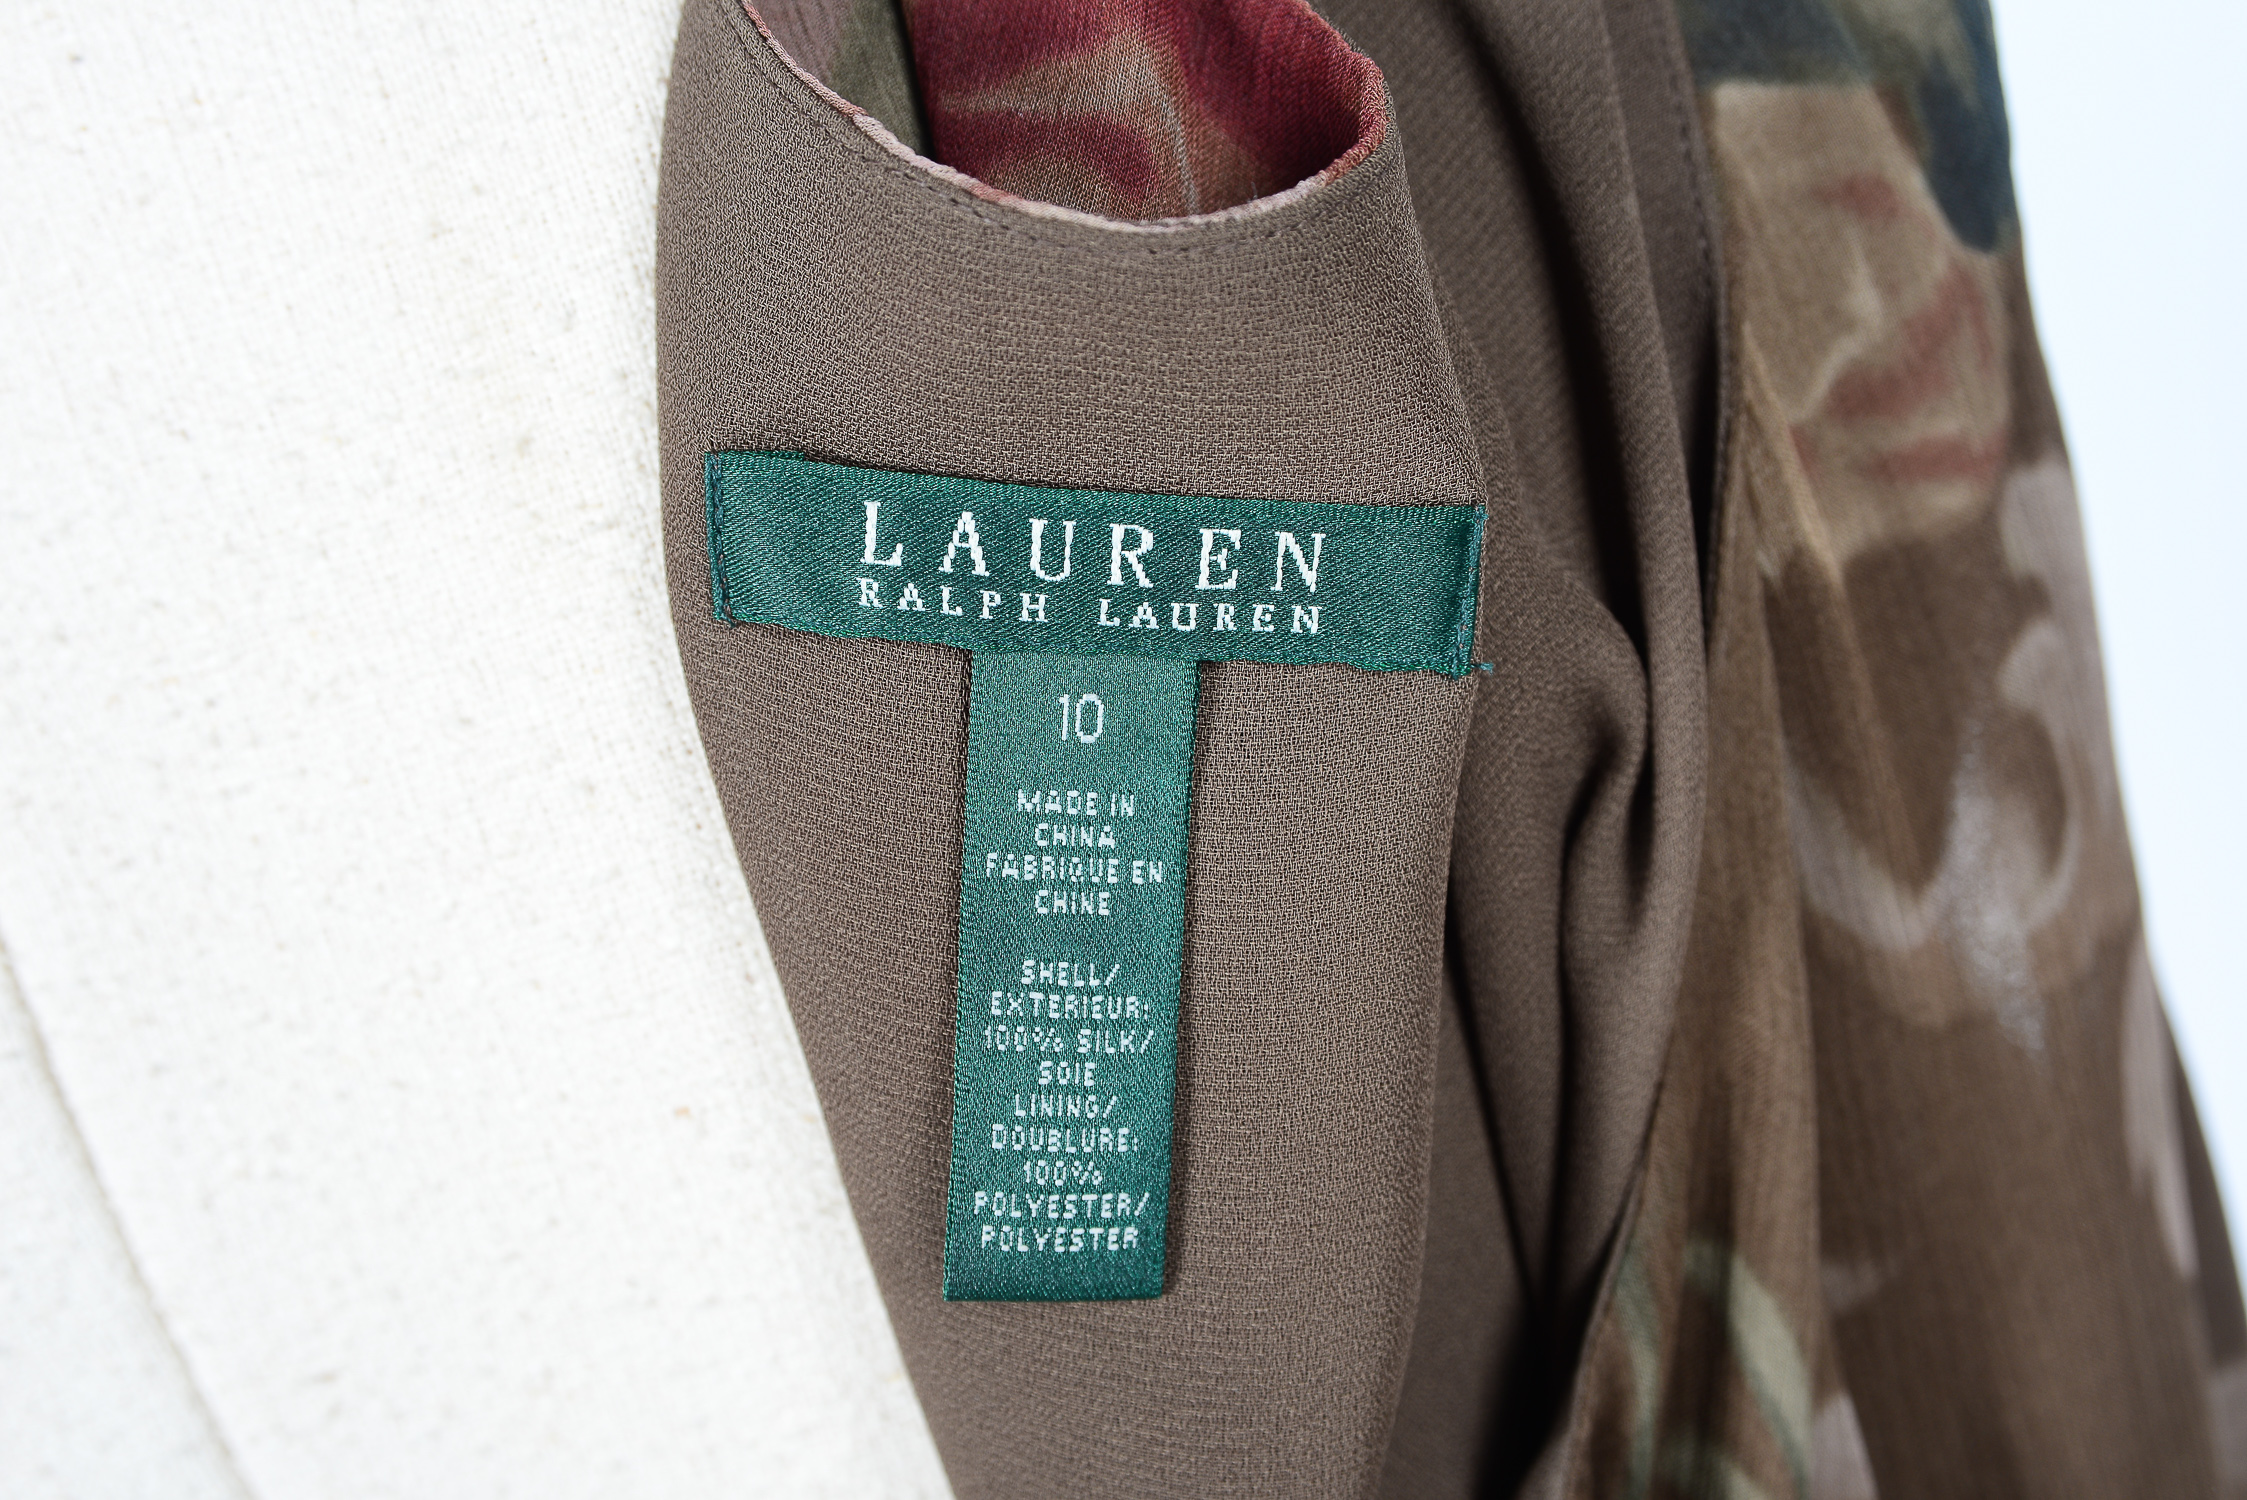 LAUREN
RALPH LAUREN
10
MADE IN
CHINA
FABRIQUE EN
CHINE
SHELL/
EXTERIEUR:
100% SILK/
SOIE
LINING/
DOUBLURE:
100%
POLYESTER/
POLYESTER